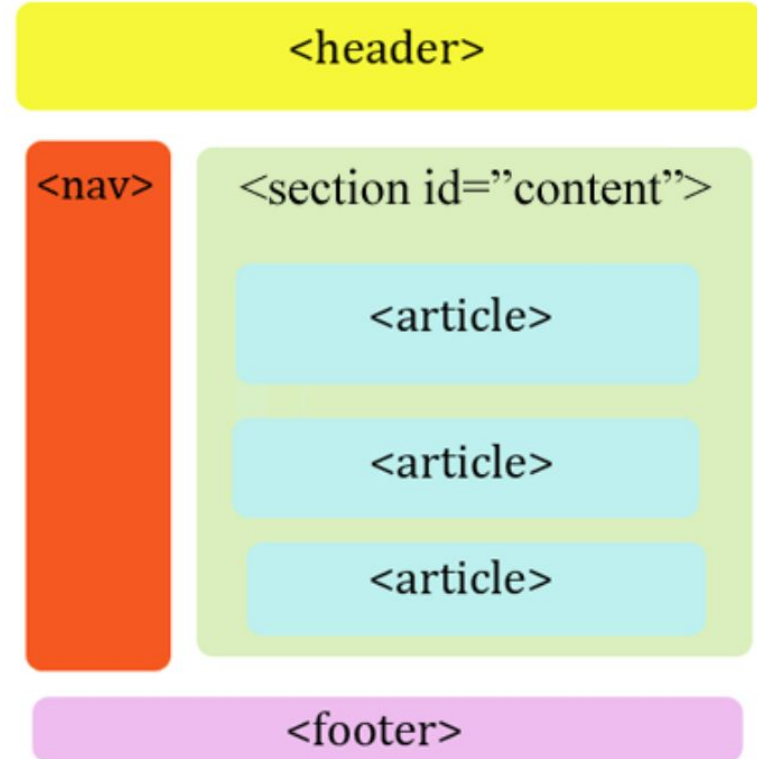 <header>
<nav>
<section id=”content”>
<article>
<article>
<article>
<footer>